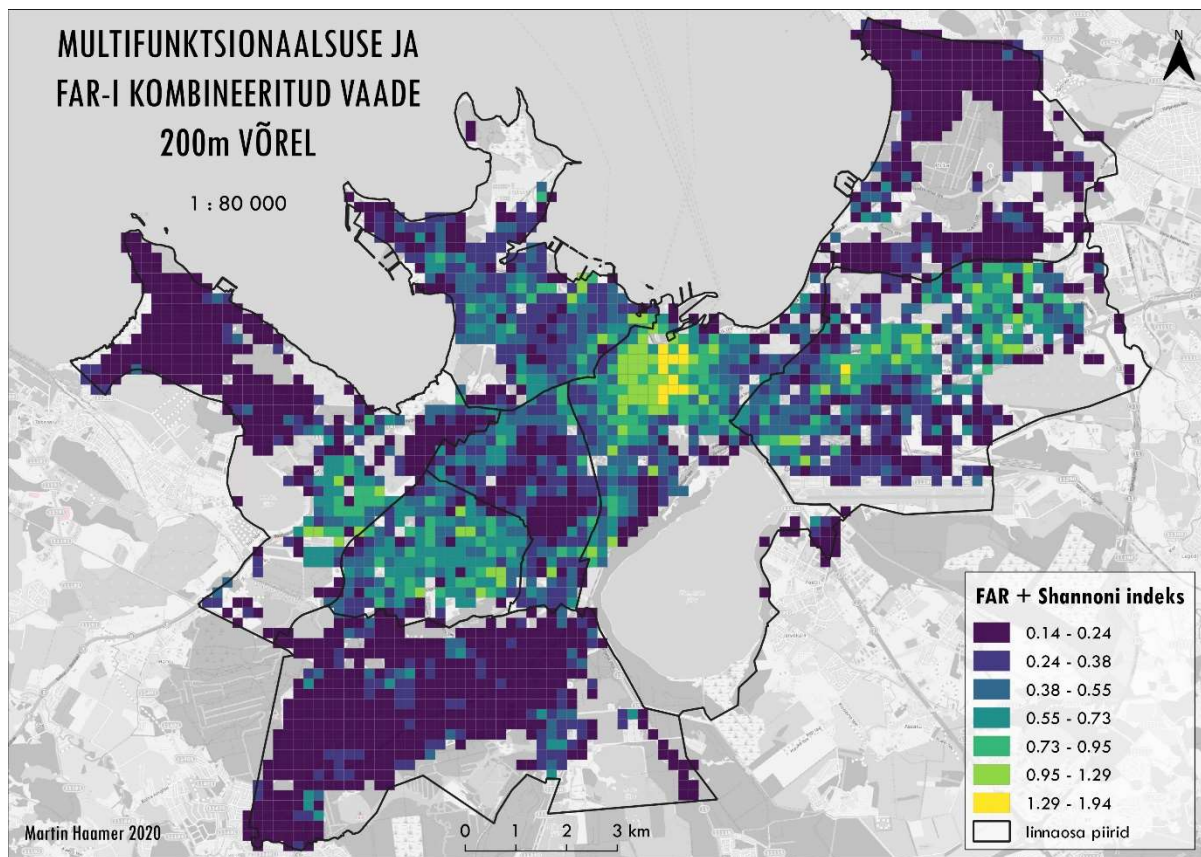 MULTIFUNKTSIONAALSUSE JA
FAR-I KOMBINEERITUD VAADE
200m VÕREL
1 : 80 000
N
FAR + Shannoni indeks
0.14 - 0.24
0.24 - 0.38
0.38 - 0.55
0.55 - 0.73
0.73 - 0.95
0.95 - 1.29
1.29 - 1.94
linnaosa piirid
Martin Haamer 2020
0 1 2 3 km